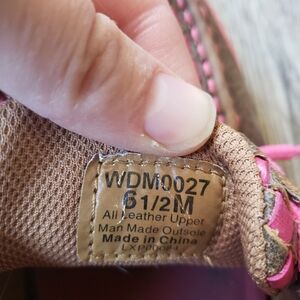 WDM0027
6 1/2M
All Leather Upper
Man Made Outsole
Made in China